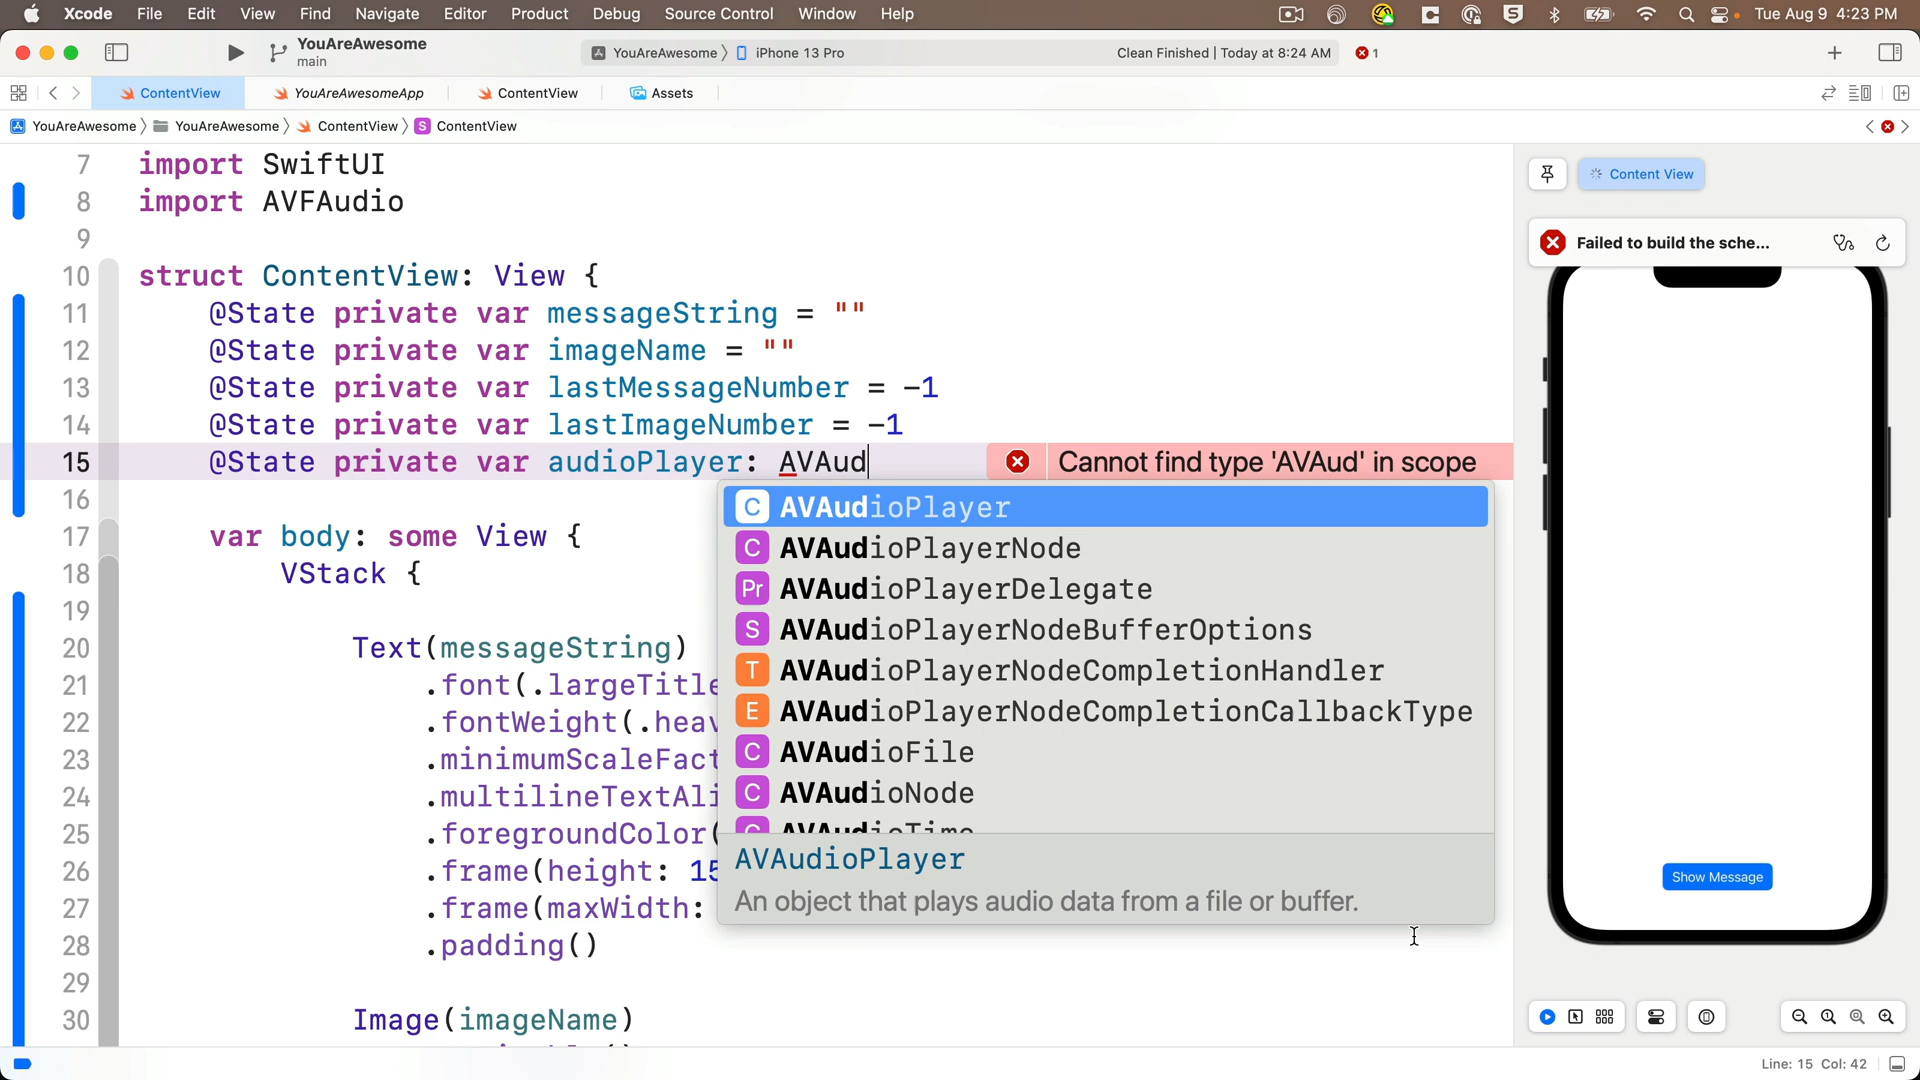 Xcode File Edit View Find Navigate Editor Product Debug Source Control Window Help Tue Aug 9 4:23 PM
YouAreAwesome
main
YouAreAwesome 〉 iPhone 13 Pro
Clean Finished | Today at 8:24 AM
1
ContentView YouAreAwesomeApp ContentView Assets
YouAreAwesome 〉 YouAreAwesome 〉 ContentView 〉 S ContentView
7 import SwiftUI
8 import AVFAudio
9
10 struct ContentView: View {
11 @State private var messageString = ""
12 @State private var imageName = ""
13 @State private var lastMessageNumber = -1
14 @State private var lastImageNumber = -1
15 @State private var audioPlayer: AVAud
Cannot find type 'AVAud' in scope
16
17 var body: some View {
18 VStack {
19
20 Text(messageString)
21 .font(.largeTitle
22 .fontWeight(.heav
23 .minimumScaleFact
24 .multilineTextAli
25 .foregroundColor(
26 .frame(height: 15
27 .frame(maxWidth:
28 .padding()
29
30 Image(imageName)
C AVAudioPlayer
C AVAudioPlayerNode
Pr AVAudioPlayerDelegate
S AVAudioPlayerNodeBufferOptions
T AVAudioPlayerNodeCompletionHandler
E AVAudioPlayerNodeCompletionCallbackType
C AVAudioFile
C AVAudioNode
C AVAudioTime
AVAudioPlayer
An object that plays audio data from a file or buffer.
Content View
Failed to build the sche...
Show Message
Line: 15 Col: 42